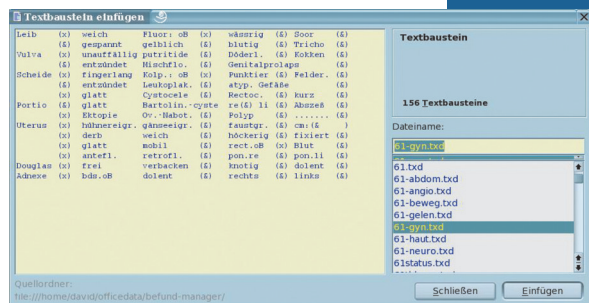 Textbaustein einfügen
Leib (x) weich Fluor: oB (x) wässrig (&) Soor (&)
(&) gespannt gelblich (&) blutig (&) Tricho (&)
Vulva (x) unauffällig putritide (&) Döderl. (&) Kokken (&)
(&) entzündet Mischflo. (&) Genitalprolaps (&)
Scheide (x) fingerlang Kolp.: oB (x) Punktier (&) Felder. (&)
(&) entzündet Leukoplak. (&) atyp. Gefäße (&)
(x) glatt Cystocele (&) Rectoc. (&) kurz (&)
Portio (x) glatt Bartolin.-cyste re(&) li (&) Abszeß (&)
(x) Ektopie Ov.-Nabot. (&) Polyp (&) ....... (&)
Uterus (x) hühnereigr. gänseeigr. (&) faustgr. (&) cm:(& )
(x) derb weich (&) höckerig (&) fixiert (&)
(x) glatt mobil (&) rect.oB (x) Blut (&)
(x) antefl. retrofl. (&) pon.re (&) pon.li (&)
Douglas (x) frei verbacken (&) knotig (&) dolent (&)
Adnexe (x) bds.oB dolent (&) rechts (&) links (&)
Textbaustein
156 Textbausteine
Dateiname:
61-gyn.txd
61.txd
61-abdom.txd
61-angio.txd
61-beweg.txd
61-gelen.txd
61-gyn.txd
61-haut.txd
61-neuro.txd
61status.txd
Quellordner:
file:///home/david/officedata/befund-manager/
Schließen
Einfügen